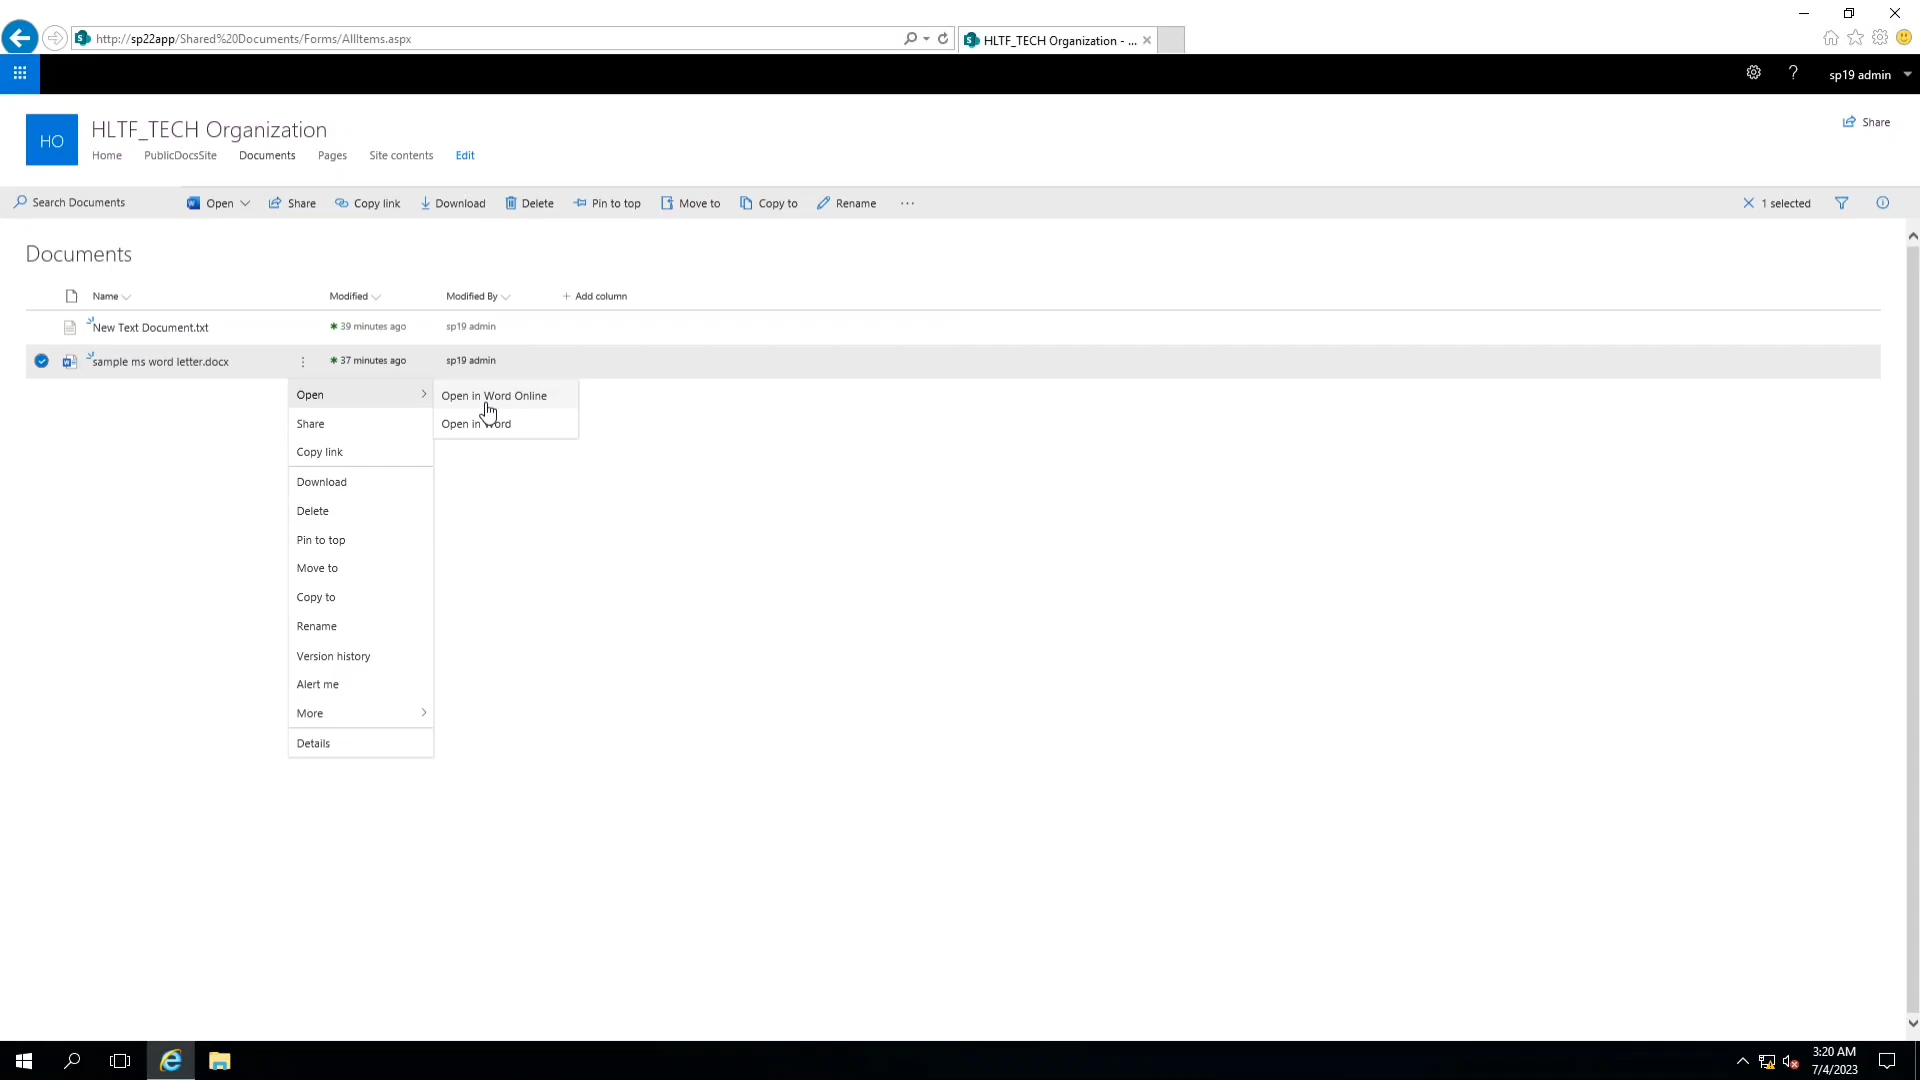 http://sp22app/Shared%20Documents/Forms/AllItems.aspx
HLTF_TECH Organization - ...
?
sp19 admin
HO
HLTF_TECH Organization
Share
Home PublicDocsSite Documents Pages Site contents Edit
Search Documents Open Share Copy link Download Delete Pin to top Move to Copy to Rename ... 1 selected
Documents
Name Modified Modified By + Add column
New Text Document.txt 39 minutes ago sp19 admin
sample ms word letter.docx 37 minutes ago sp19 admin
Open Open in Word Online
Share Open in Word
Copy link
Download
Delete
Pin to top
Move to
Copy to
Rename
Version history
Alert me
More
Details
3:20 AM
7/4/2023